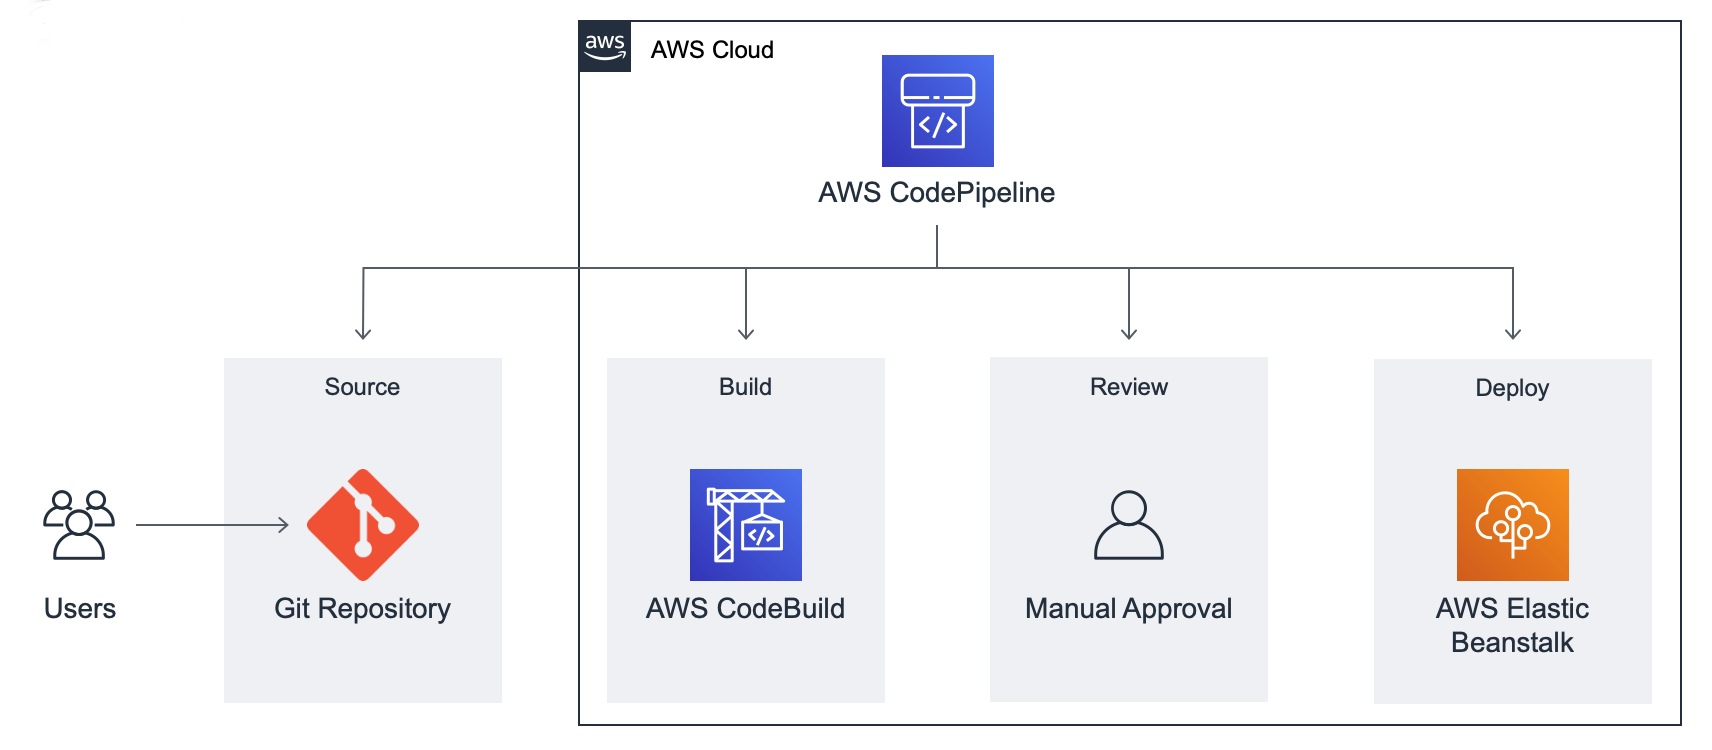 aws
AWS Cloud
</>
AWS CodePipeline
Source
Build
Review
Deploy
</>
Users
Git Repository
AWS CodeBuild
Manual Approval
AWS Elastic
Beanstalk